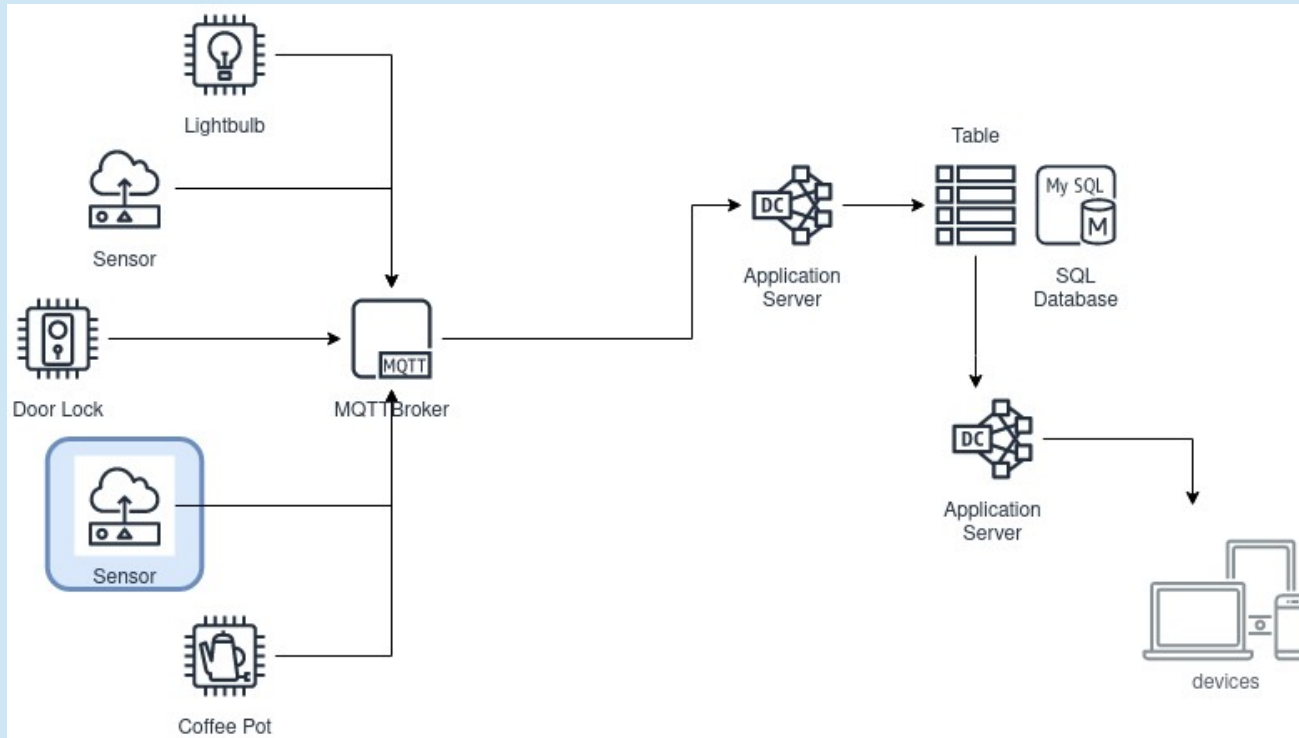 Lightbulb
Sensor
Door Lock
MQTT
MQTTBroker
Sensor
Coffee Pot
DC
Application
Server
Table
My SQL
M
SQL
Database
DC
Application
Server
devices